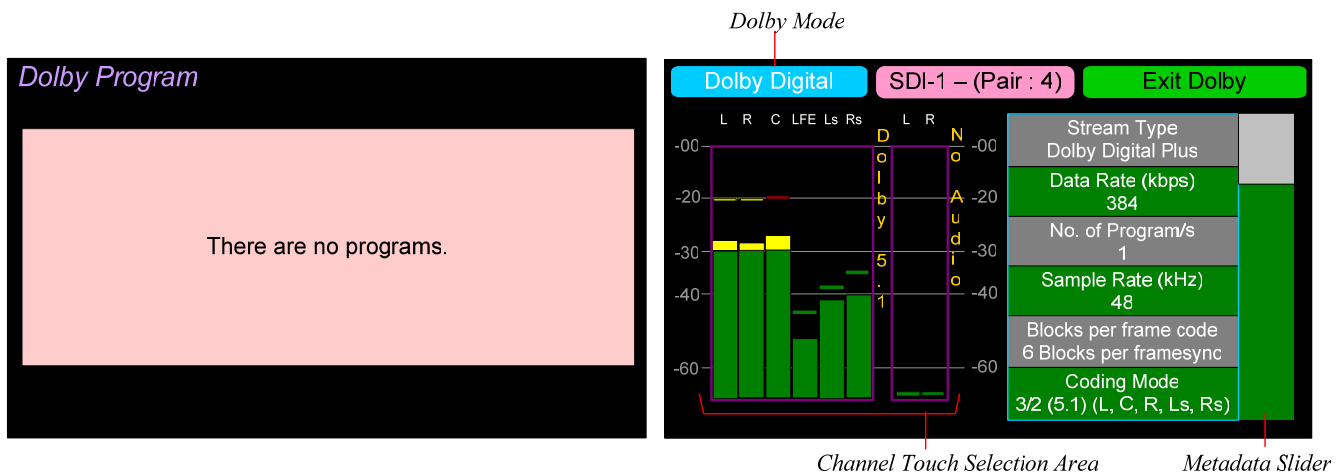 Dolby Mode
Dolby Program
There are no programs.
Dolby Digital
SDI-1 – (Pair : 4)
Exit Dolby
L R C LFE Ls Rs
L R
-00
-20
-30
-40
-60
Dolby 5.1
-00
-20
-30
-40
-60
No Audio
Stream Type
Dolby Digital Plus
Data Rate (kbps)
384
No. of Program/s
1
Sample Rate (kHz)
48
Blocks per frame code
6 Blocks per framesync
Coding Mode
3/2 (5.1) (L, C, R, Ls, Rs)
Channel Touch Selection Area
Metadata Slider